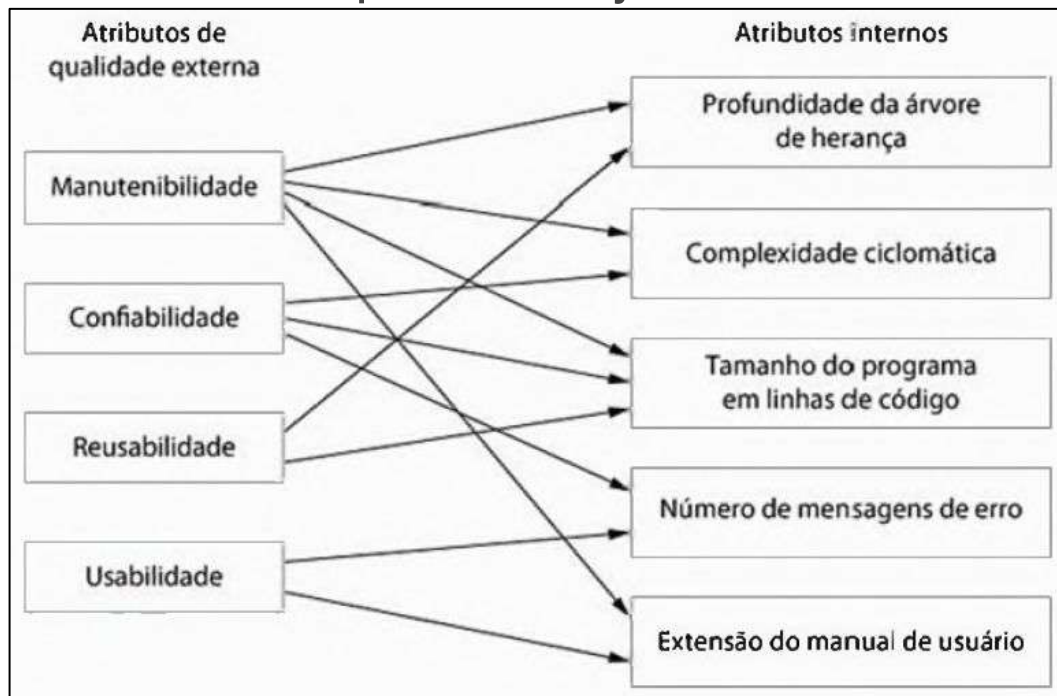 Atributos de
qualidade externa
Atributos internos
Manutenibilidade
Confiabilidade
Reusabilidade
Usabilidade
Profundidade da árvore
de herança
Complexidade ciclomática
Tamanho do programa
em linhas de código
Número de mensagens de erro
Extensão do manual de usuário